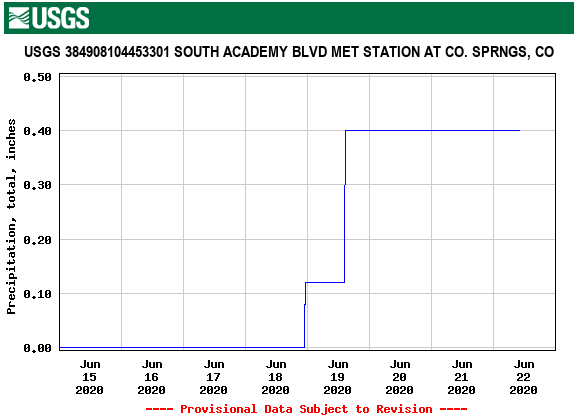 USGS
USGS 384908104453301 SOUTH ACADEMY BLVD MET STATION AT CO. SPRNGS, CO
Precipitation, total, inches
0.50
0.40
0.30
0.20
0.10
0.00
Jun Jun Jun Jun Jun Jun Jun Jun
15 16 17 18 19 20 21 22
2020 2020 2020 2020 2020 2020 2020 2020
---- Provisional Data Subject to Revision ----